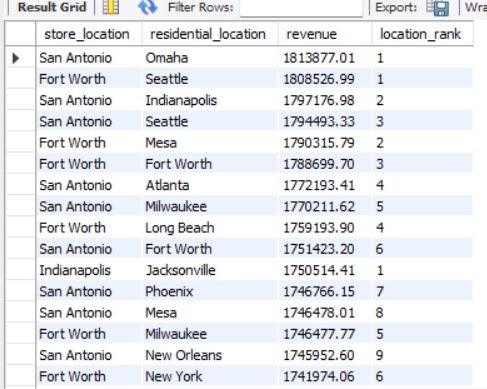 Result Grid Filter Rows: Export:
store_location residential_location revenue location_rank
San Antonio Omaha 1813877.01 1
Fort Worth Seattle 1808526.99 1
San Antonio Indianapolis 1797176.98 2
San Antonio Seattle 1794493.33 3
Fort Worth Mesa 1790315.79 2
Fort Worth Fort Worth 1788699.70 3
San Antonio Atlanta 1772193.41 4
San Antonio Milwaukee 1770211.62 5
Fort Worth Long Beach 1759193.90 4
San Antonio Fort Worth 1751423.20 6
Indianapolis Jacksonville 1750514.41 1
San Antonio Phoenix 1746766.15 7
San Antonio Mesa 1746478.01 8
Fort Worth Milwaukee 1746477.77 5
San Antonio New Orleans 1745952.60 9
Fort Worth New York 1741974.06 6